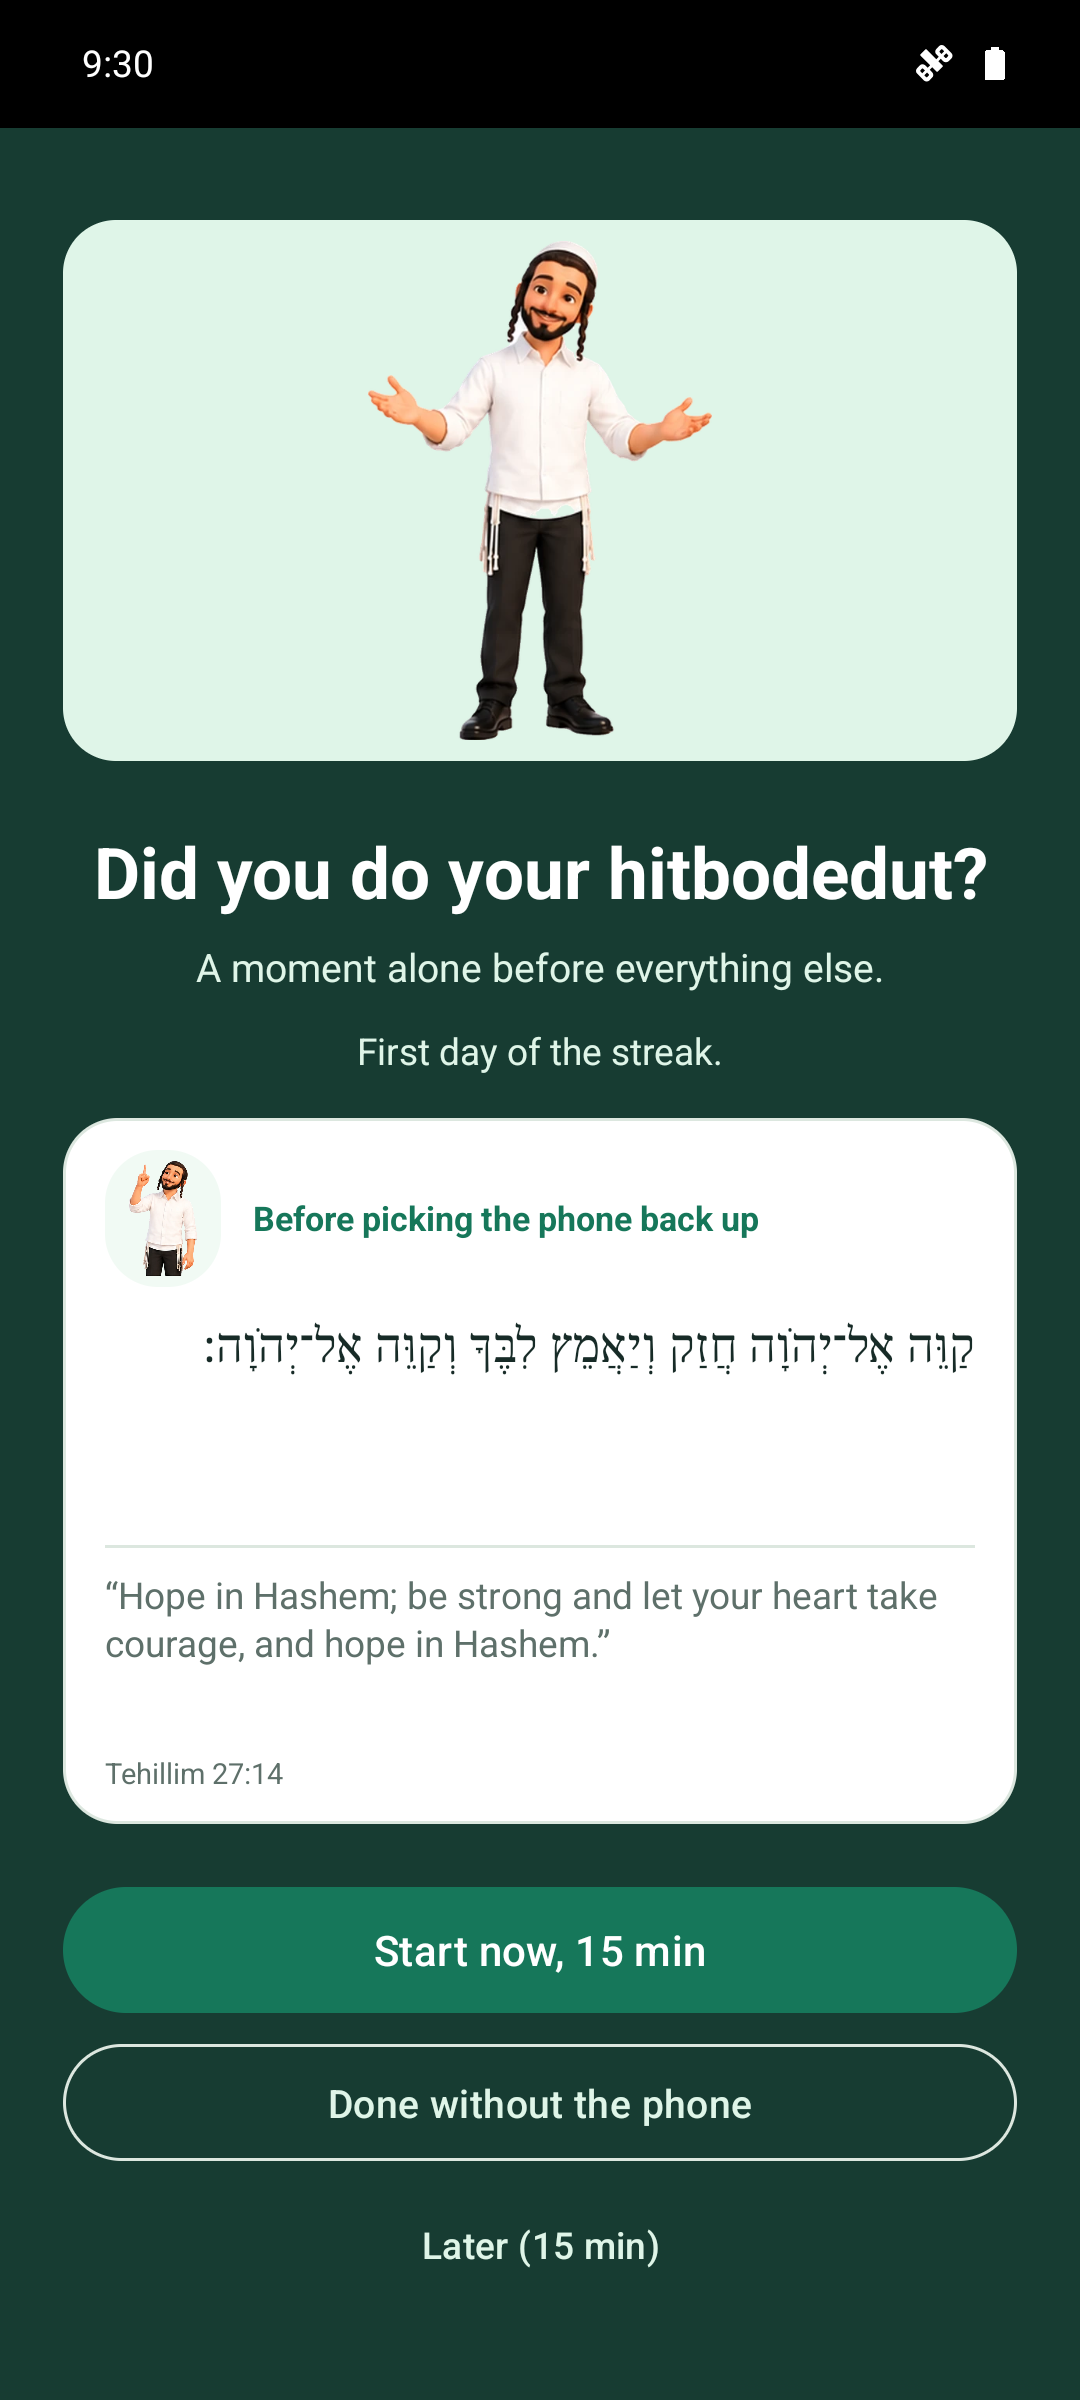 9:30
Did you do your hitbodedut?
A moment alone before everything else.
First day of the streak.
Before picking the phone back up
קַוֵּה אֶל־יְהֹוָה חֲזַק וְיַאֲמֵץ לִבֶּךָ וְקַוֵּה אֶל־יְהֹוָה׃
“Hope in Hashem; be strong and let your heart take
courage, and hope in Hashem.”
Tehillim 27:14
Start now, 15 min
Done without the phone
Later (15 min)